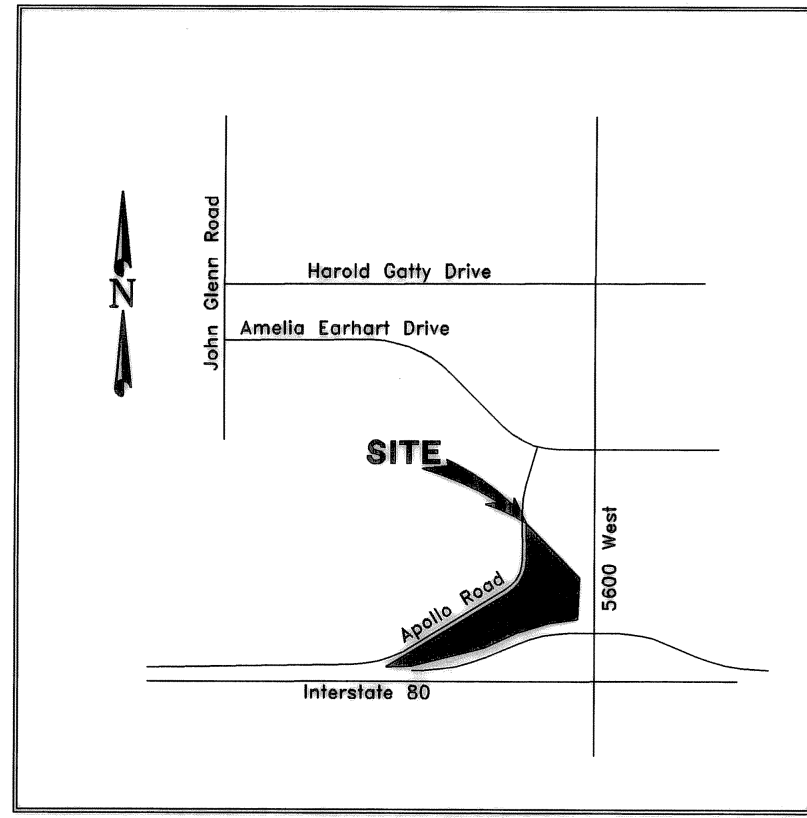 John Glenn Road
Harold Gatty Drive
N
Amelia Earhart Drive
SITE
5600 West
Apollo Road
Interstate 80